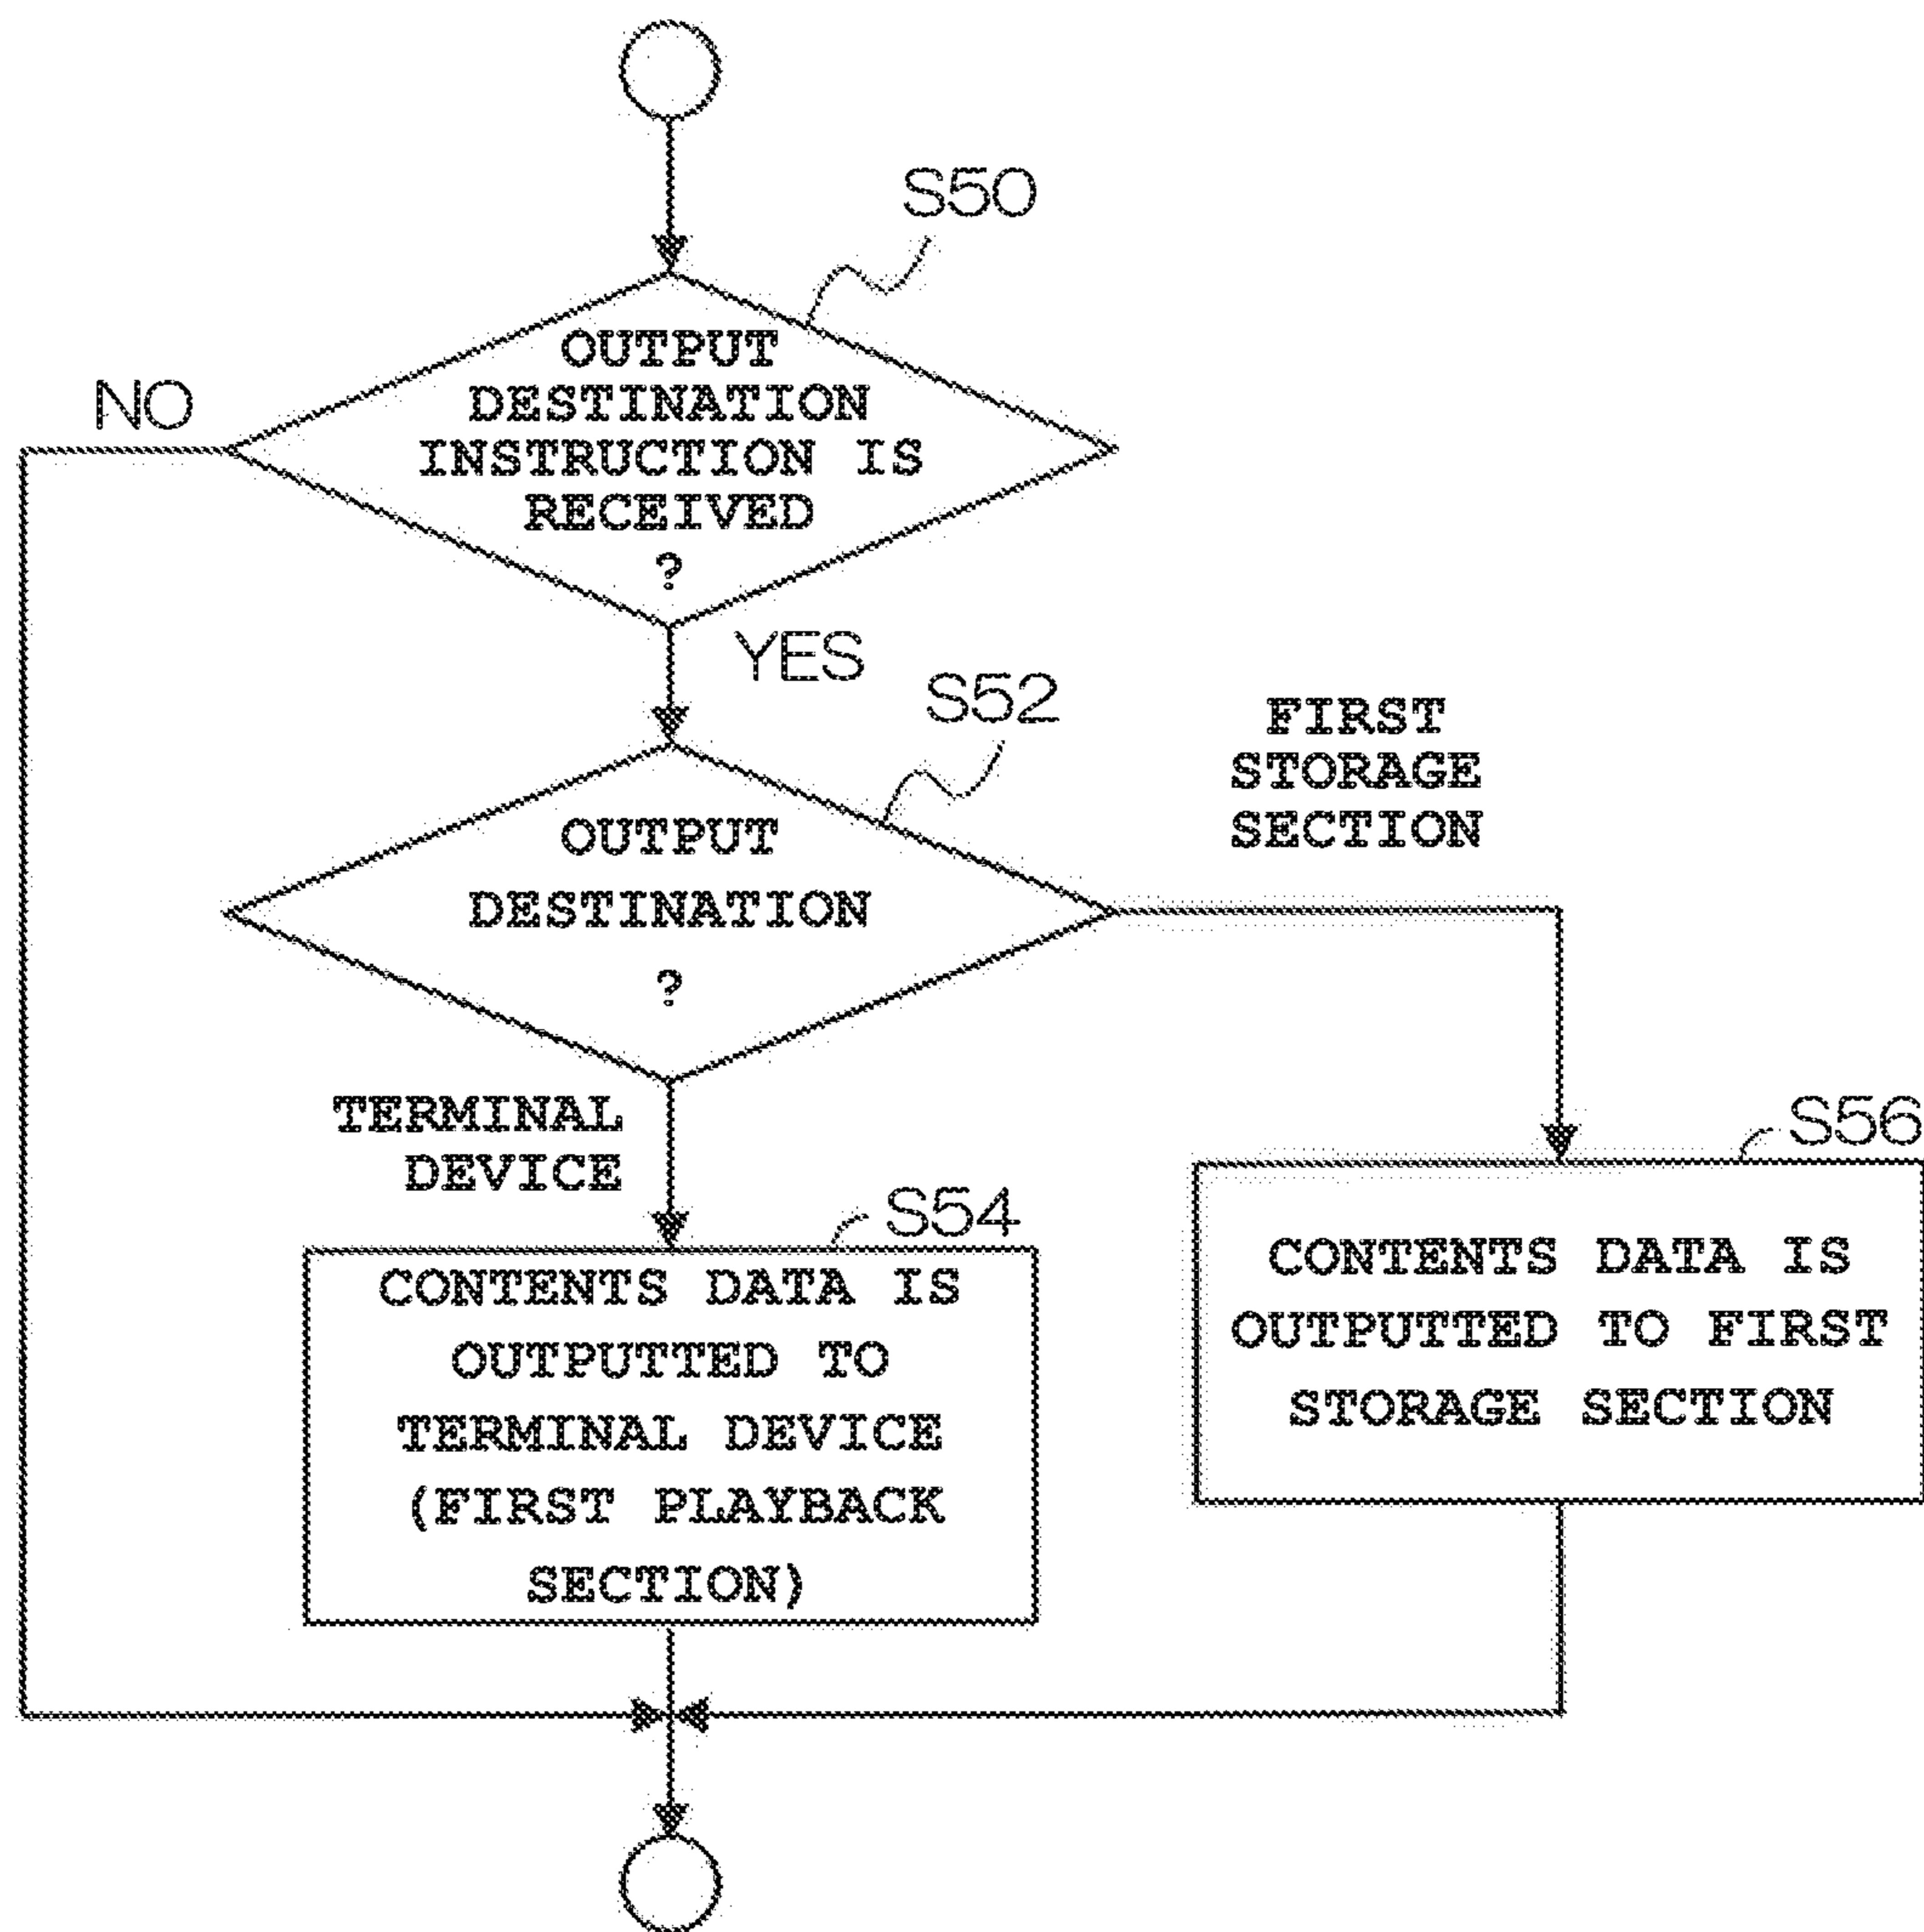 S50
OUTPUT
DESTINATION
INSTRUCTION IS
RECEIVED
?
NO
YES
S52
OUTPUT
DESTINATION
?
FIRST
STORAGE
SECTION
TERMINAL
DEVICE
S54
CONTENTS DATA IS
OUTPUTTED TO
TERMINAL DEVICE
(FIRST PLAYBACK
SECTION)
S56
CONTENTS DATA IS
OUTPUTTED TO FIRST
STORAGE SECTION